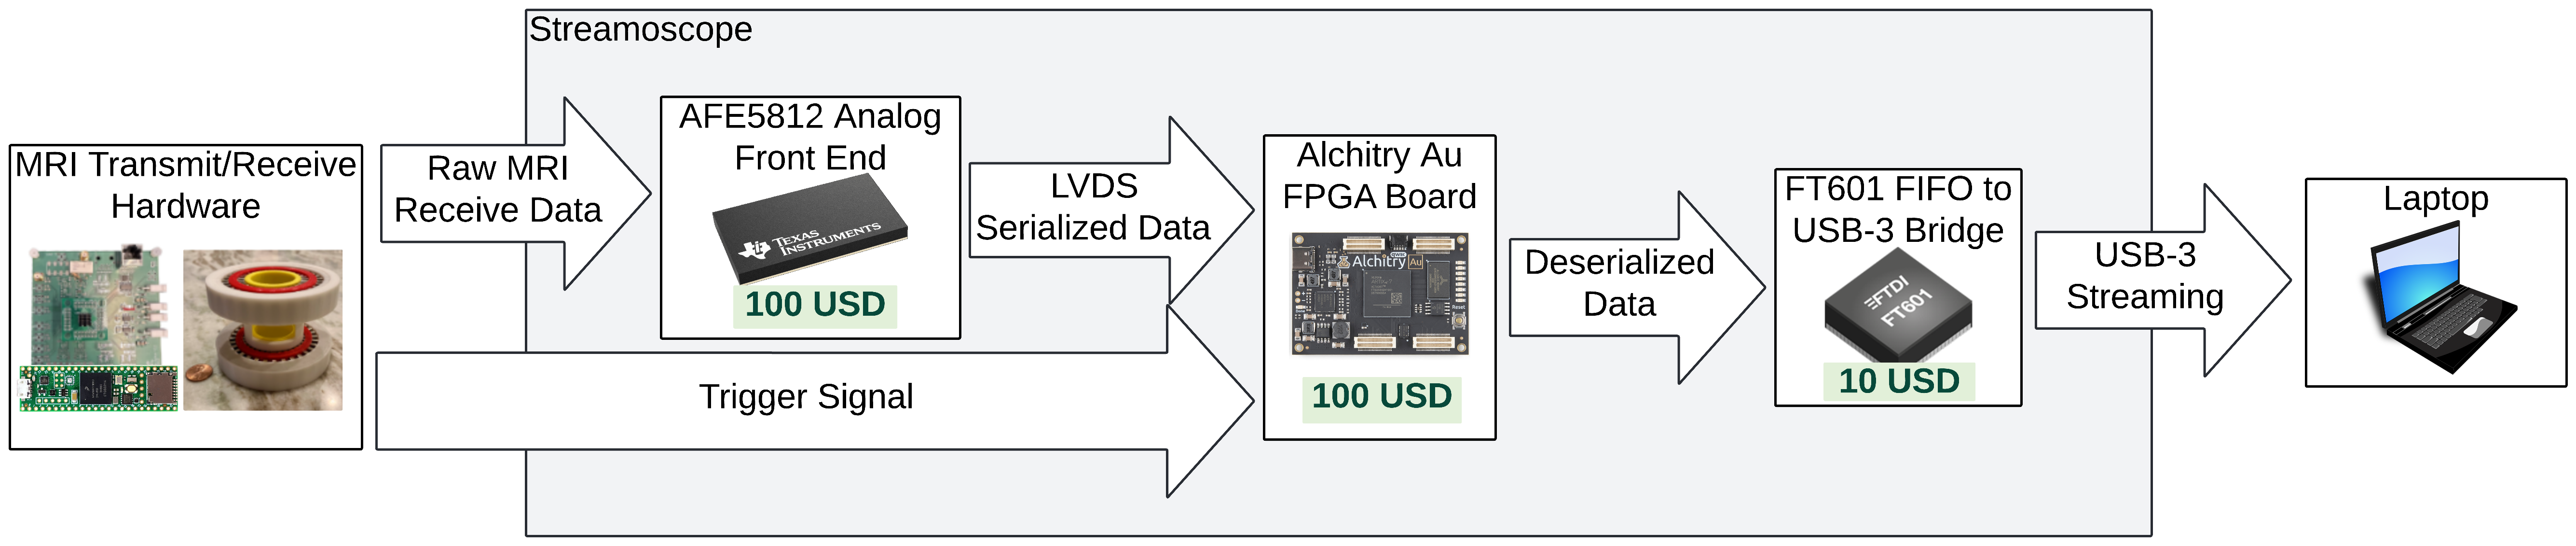 Streamoscope
MRI Transmit/Receive
Hardware
Raw MRI
Receive Data
AFE5812 Analog
Front End
TEXAS
INSTRUMENTS
100 USD
LVDS
Serialized Data
Trigger Signal
Alchitry Au
FPGA Board
Alchitry Au
100 USD
Deserialized
Data
FT601 FIFO to
USB-3 Bridge
FTDI
FT601
10 USD
USB-3
Streaming
Laptop